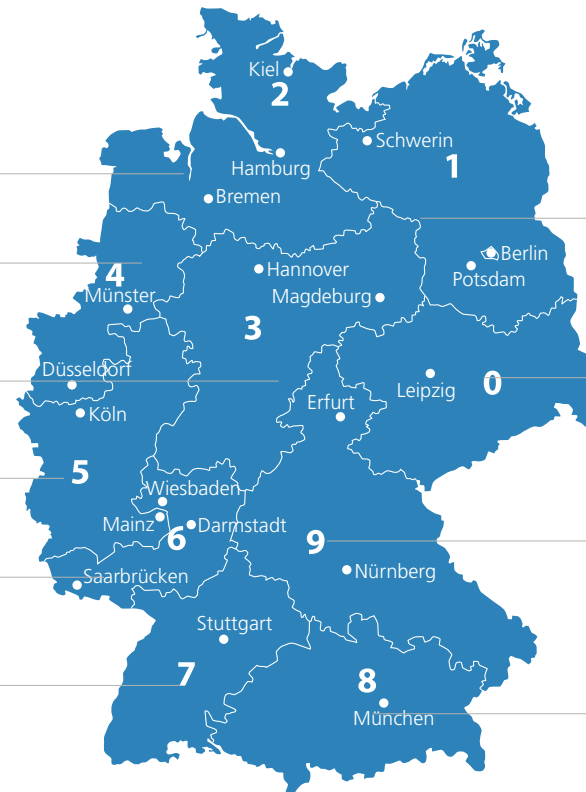 Kiel
2
Schwerin
1
Hamburg
Bremen
Berlin
Potsdam
4
Hannover
Münster
Magdeburg
3
Düsseldorf
Leipzig
0
Erfurt
Köln
5
Wiesbaden
Mainz
Darmstadt
6
9
Nürnberg
Saarbrücken
Stuttgart
7
8
München